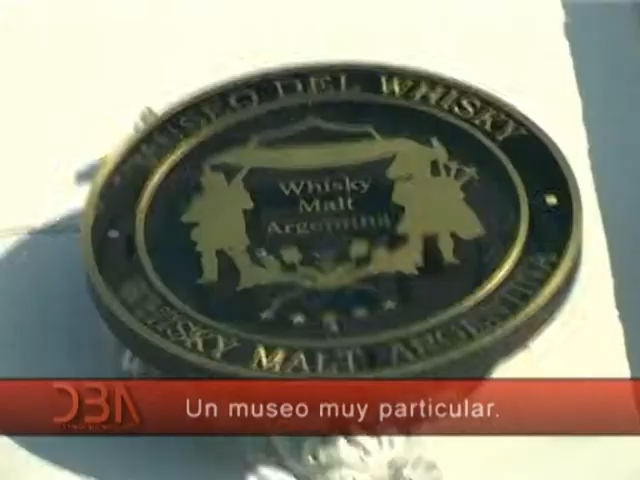 MUSEO DEL WHISKY
Whisky
Malt
Argentina
WHISKY MALT ARGENTINA
DBA
Un museo muy particular.